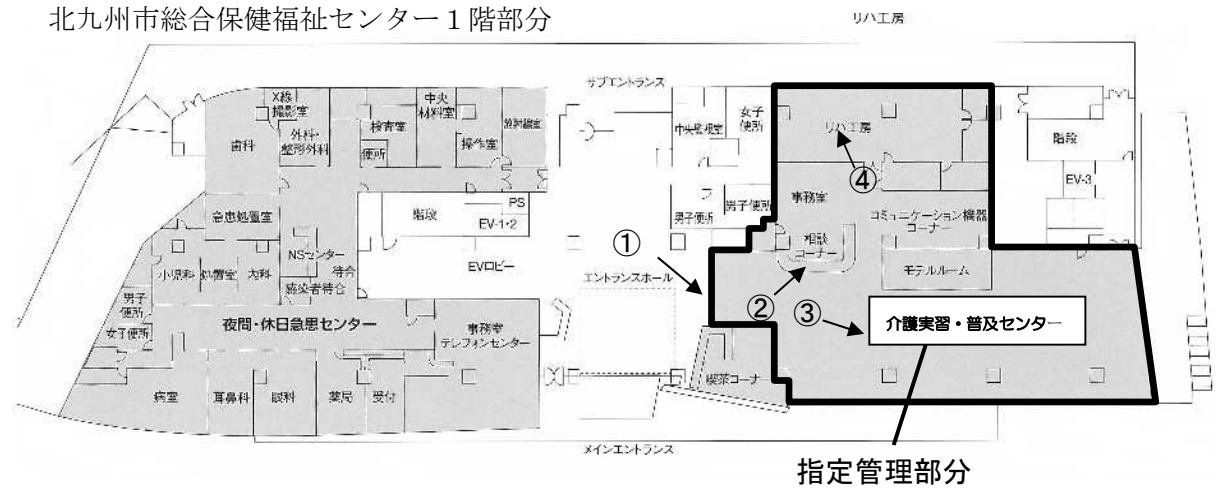 北九州市総合保健福祉センター１階部分
リハ工房
サブエントランス
X線
撮影室
外科・
整形外科
歯科
検査室
便所
中央
材料室
操作室
放射線室
中央監視室
女子
便所
リハ工房
④
階段
EV-3
急患処置室
階段
PS
EV-1・2
男子便所
男子便所
事務室
コミュニケーション機器
コーナー
①
相談
コーナー
小児科
処置室
内科
NSセンター
待合
感染者待合
EVロビー
エントランスホール
モデルルーム
②
③
介護実習・普及センター
男子
便所
女子便所
夜間・休日急患センター
事務室
テレフォンセンター
喫茶コーナー
病室
耳鼻科
眼科
薬局
受付
メインエントランス
指定管理部分